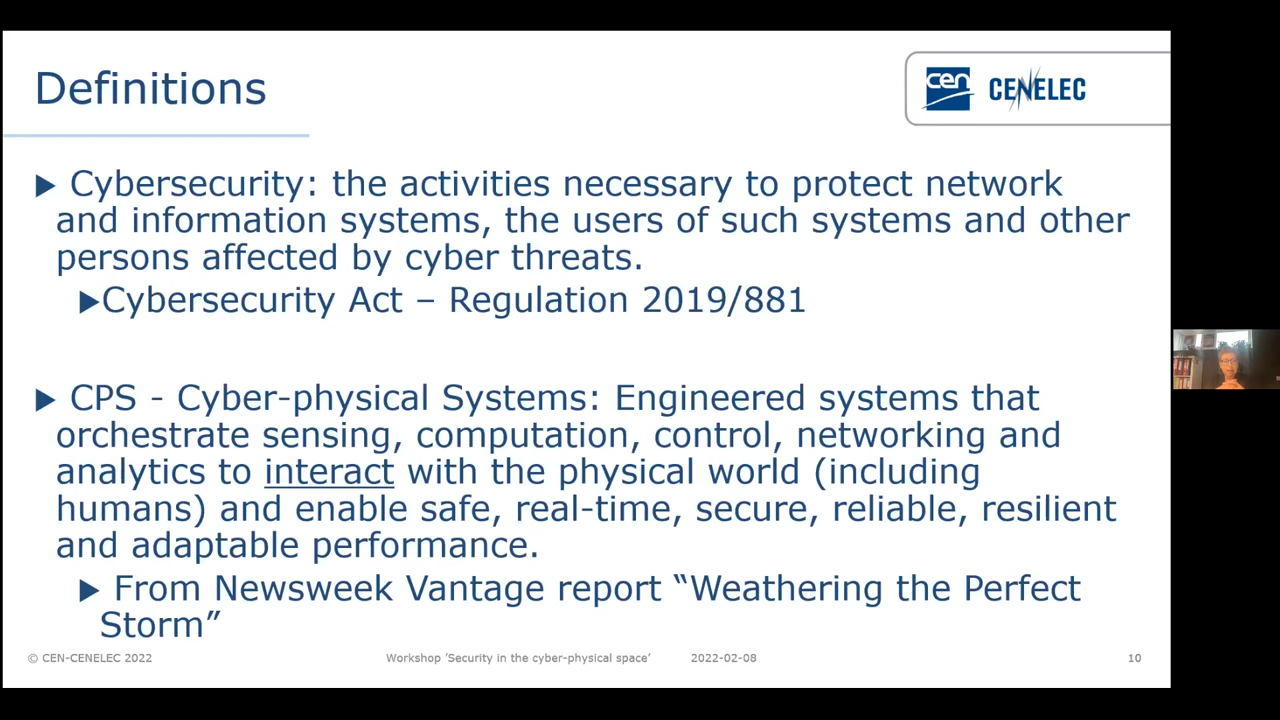 Definitions
cen CENELEC
▶ Cybersecurity: the activities necessary to protect network
and information systems, the users of such systems and other
persons affected by cyber threats.
▶Cybersecurity Act – Regulation 2019/881
▶ CPS - Cyber-physical Systems: Engineered systems that
orchestrate sensing, computation, control, networking and
analytics to interact with the physical world (including
humans) and enable safe, real-time, secure, reliable, resilient
and adaptable performance.
▶ From Newsweek Vantage report “Weathering the Perfect
Storm”
© CEN-CENELEC 2022 Workshop ‘Security in the cyber-physical space’ 2022-02-08 10